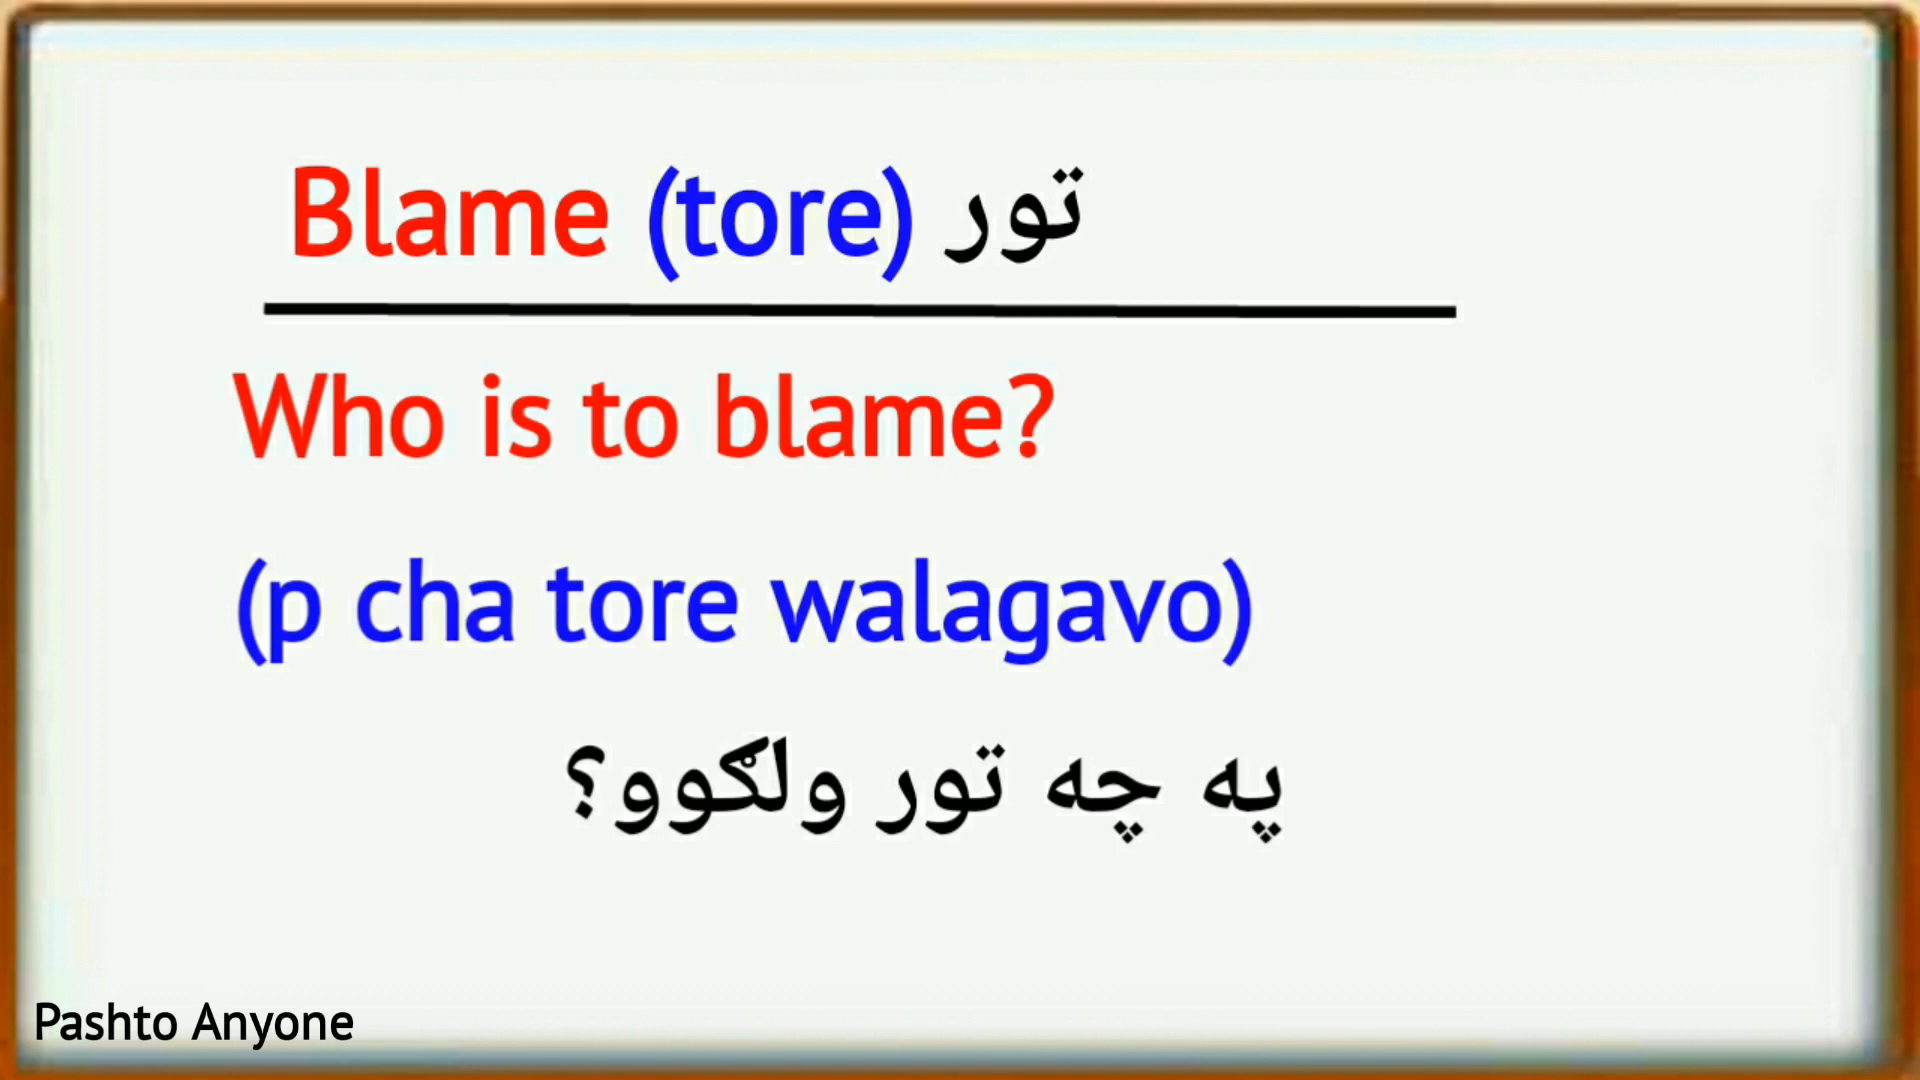 Blame (tore) تور
Who is to blame?
(p cha tore walagavo)
په چه تور ولګوو؟
Pashto Anyone